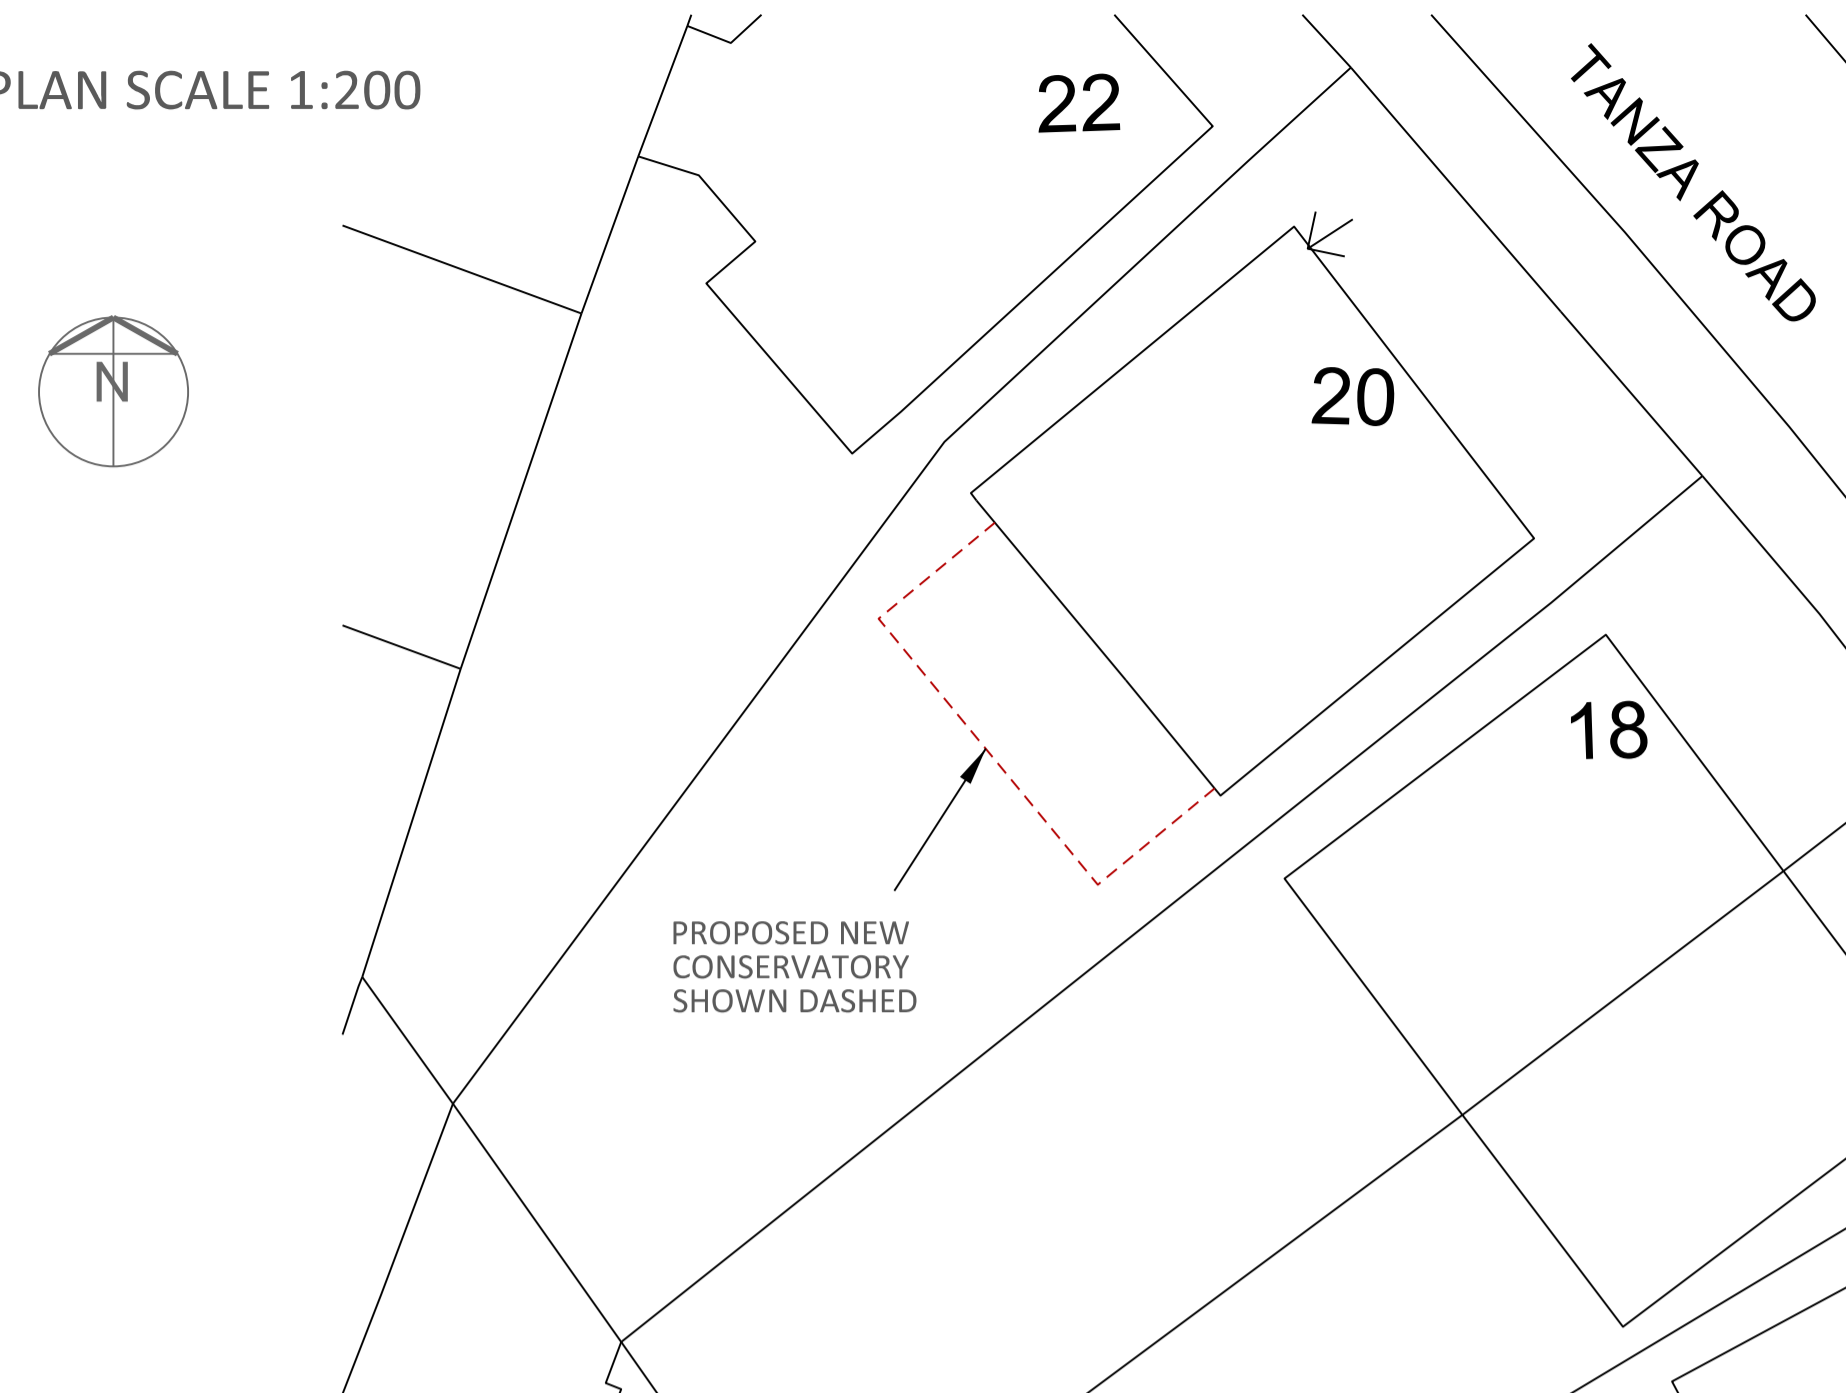 PLAN SCALE 1:200
22
TANZA ROAD
N
20
18
PROPOSED NEW
CONSERVATORY
SHOWN DASHED